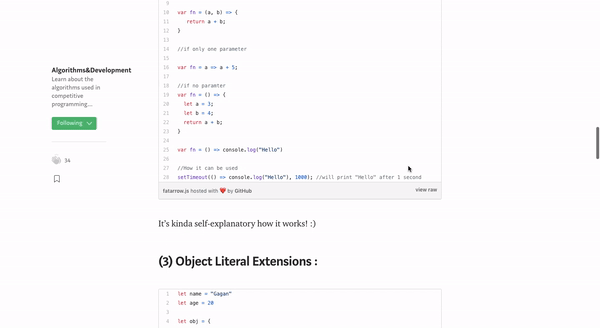 Algorithms&Development
Learn about the
algorithms used in
competitive
programming...
Following
34
9
10 var fn = (a, b) => {
11 return a + b;
12 }
13
14 //if only one parameter
15
16 var fn = a => a + 5;
17
18 //if no paramter
19 var fn = () => {
20 let a = 3;
21 let b = 4;
22 return a + b;
23 }
24
25 var fn = () => console.log("Hello")
26
27 //How it can be used
28 setTimeout(() => console.log("Hello"), 1000); //will print "Hello" after 1 second
fatarrow.js hosted with ❤ by GitHub view raw
It's kinda self-explanatory how it works! :)
(3) Object Literal Extensions :
1 let name = "Gagan"
2 let age = 20
3
4 let obj = {